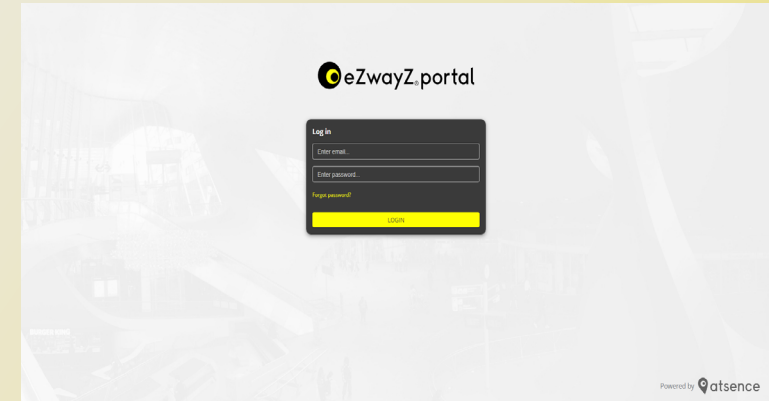 eZwayZ® portal
Log in
Enter email...
Enter password...
Forgot password?
LOGIN
Powered by atsence